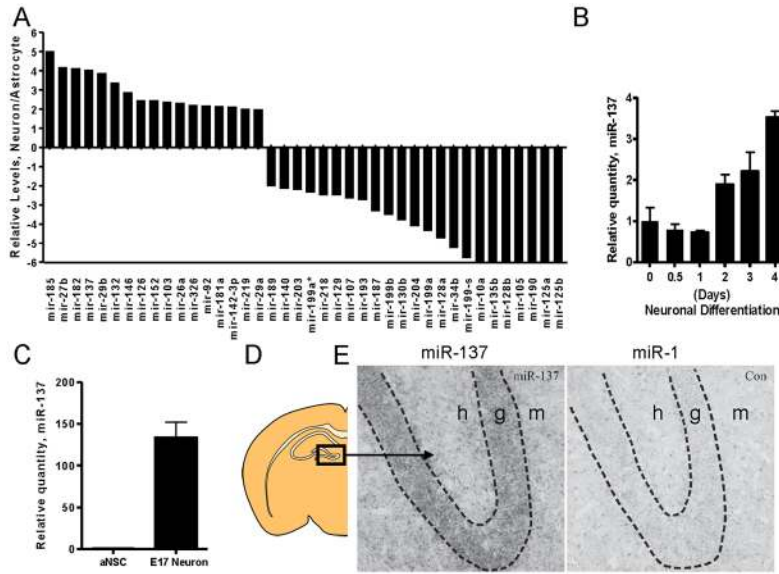 A
Relative Levels, Neuron/Astrocyte
6
5
4
3
2
1
0
-1
-2
-3
-4
-5
-6
mir-185
mir-27b
mir-182
mir-137
mir-29b
mir-132
mir-146
mir-126
mir-152
mir-103
mir-26a
mir-326
mir-92
mir-181a
mir-142-3p
mir-219
mir-29a
mir-189
mir-140
mir-203
mir-199a*
mir-218
mir-129
mir-107
mir-193
mir-187
mir-199b
mir-130b
mir-204
mir-199a
mir-128a
mir-34b
mir-199-s
mir-10a
mir-135b
mir-128b
mir-105
mir-190
mir-125a
mir-125b
B
Relative quantity, miR-137
4
3
2
1
0
0 0.5 1 2 3 4
(Days)
Neuronal Differentiation
C
Relative quantity, miR-137
200
150
100
50
0
aNSC E17 Neuron
D
E
miR-137
miR-137
h g m
miR-1
Con
h g m